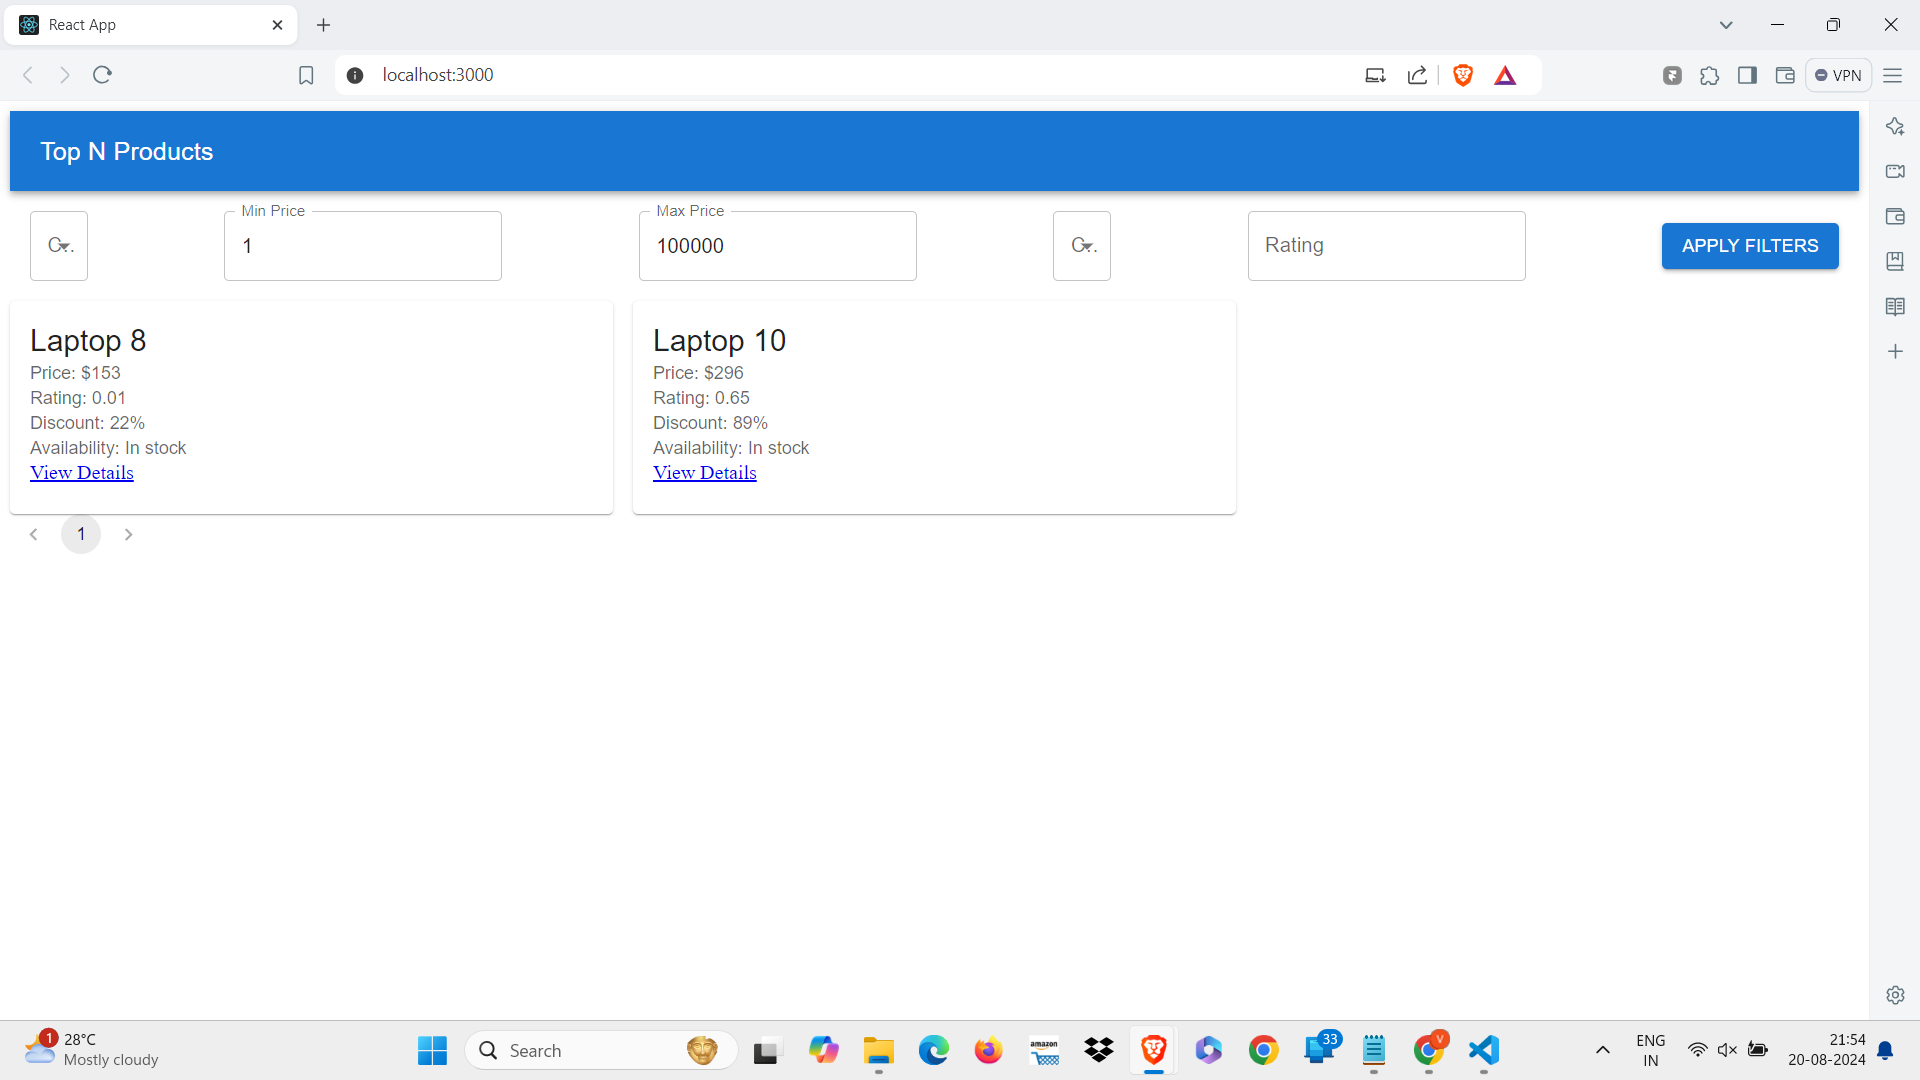 React App
localhost:3000
VPN
Top N Products
C...
Min Price
1
Max Price
100000
C...
Rating
APPLY FILTERS
Laptop 8
Price: $153
Rating: 0.01
Discount: 22%
Availability: In stock
View Details
Laptop 10
Price: $296
Rating: 0.65
Discount: 89%
Availability: In stock
View Details
1
1
28°C
Mostly cloudy
Search
amazon
33
V
ENG
IN
21:54
20-08-2024